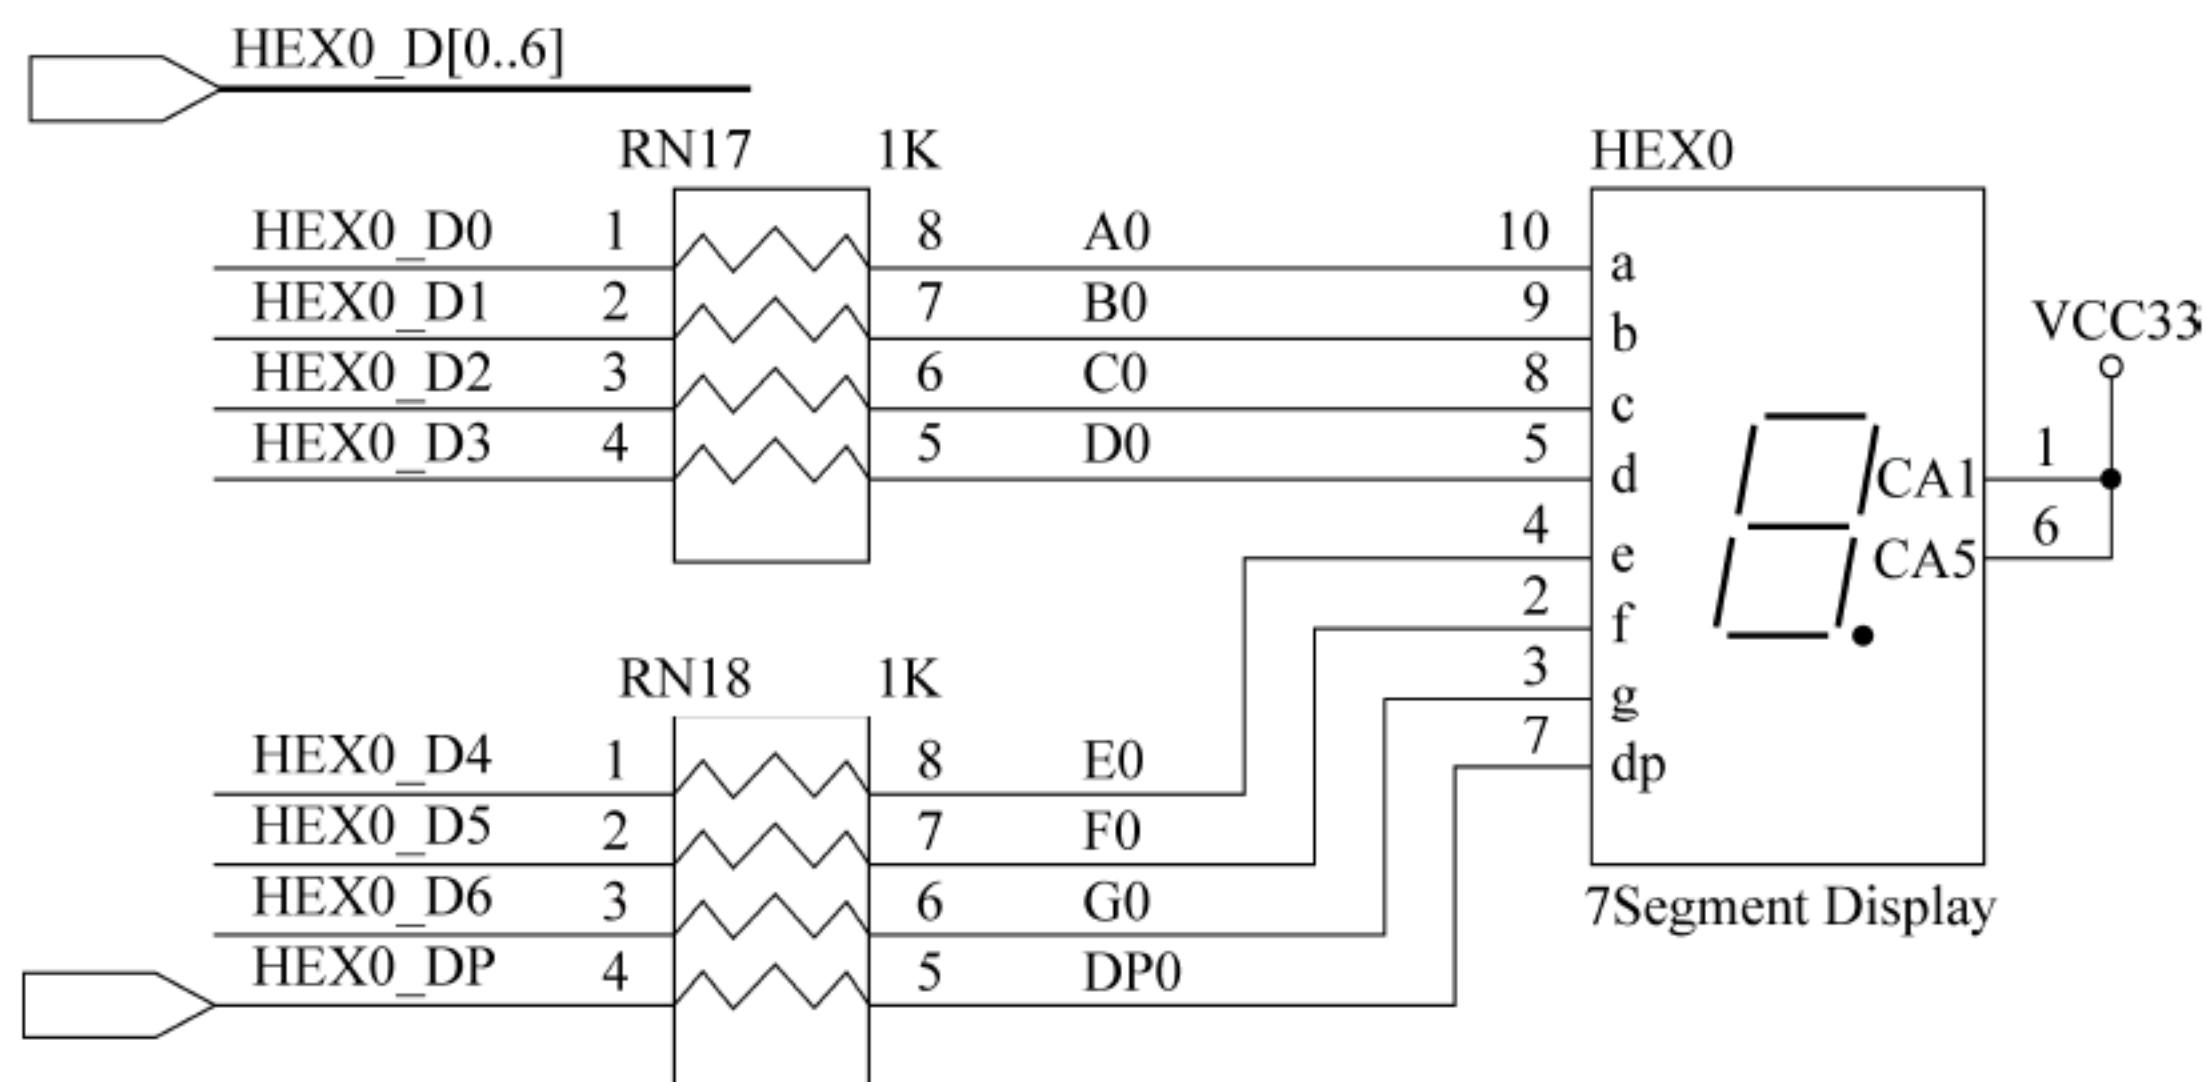 HEX0_D[0..6]
RN17 1K HEX0
HEX0_D0 1 8 A0 10 a
HEX0_D1 2 7 B0 9 b
VCC33
HEX0_D2 3 6 C0 8 c
HEX0_D3 4 5 D0 5 d CA1 1
4 e CA5 6
2 f
RN18 1K 3 g
HEX0_D4 1 8 E0 7 dp
HEX0_D5 2 7 F0
HEX0_D6 3 6 G0 7Segment Display
HEX0_DP 4 5 DP0